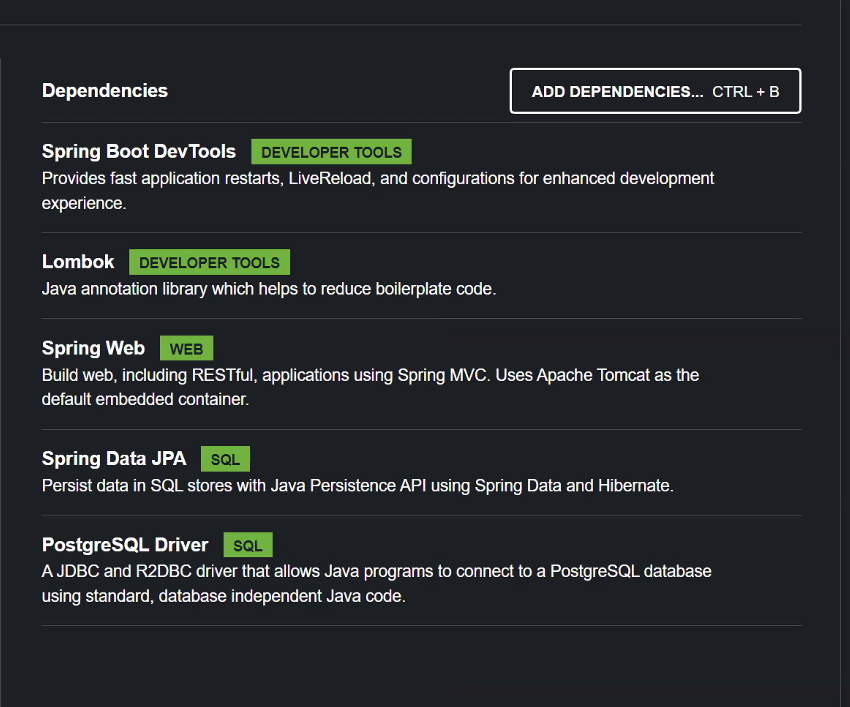 Dependencies
ADD DEPENDENCIES... CTRL + B
Spring Boot DevTools DEVELOPER TOOLS
Provides fast application restarts, LiveReload, and configurations for enhanced development
experience.
Lombok DEVELOPER TOOLS
Java annotation library which helps to reduce boilerplate code.
Spring Web WEB
Build web, including RESTful, applications using Spring MVC. Uses Apache Tomcat as the
default embedded container.
Spring Data JPA SQL
Persist data in SQL stores with Java Persistence API using Spring Data and Hibernate.
PostgreSQL Driver SQL
A JDBC and R2DBC driver that allows Java programs to connect to a PostgreSQL database
using standard, database independent Java code.